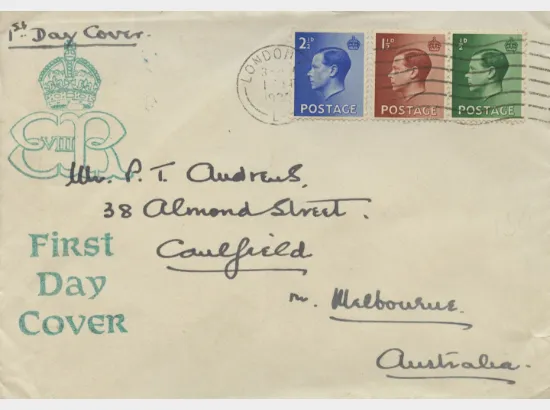 1st Day Cover.
2½D 1½D ½D
LONDON
POSTAGE POSTAGE POSTAGE
E VIII R
Mr. P. T. Andrews,
38 Almond Street.
Caulfield
nr. Melbourne.
Australia.
First
Day
COVER